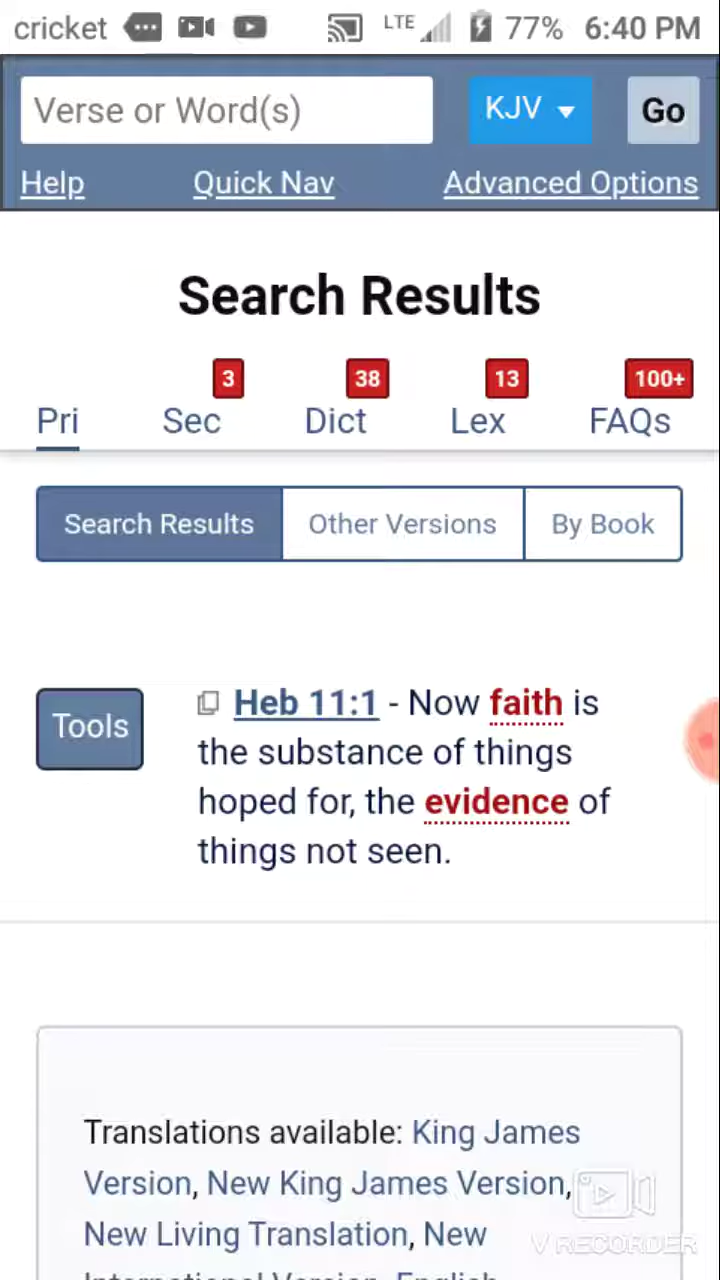 cricket LTE 77% 6:40 PM
Verse or Word(s) KJV Go
Help Quick Nav Advanced Options
Search Results
3 38 13 100+
Pri Sec Dict Lex FAQs
Search Results Other Versions By Book
Tools
Heb 11:1 - Now faith is
the substance of things
hoped for, the evidence of
things not seen.
Translations available: King James
Version, New King James Version,
New Living Translation, New
International Version, English
V RECORDER